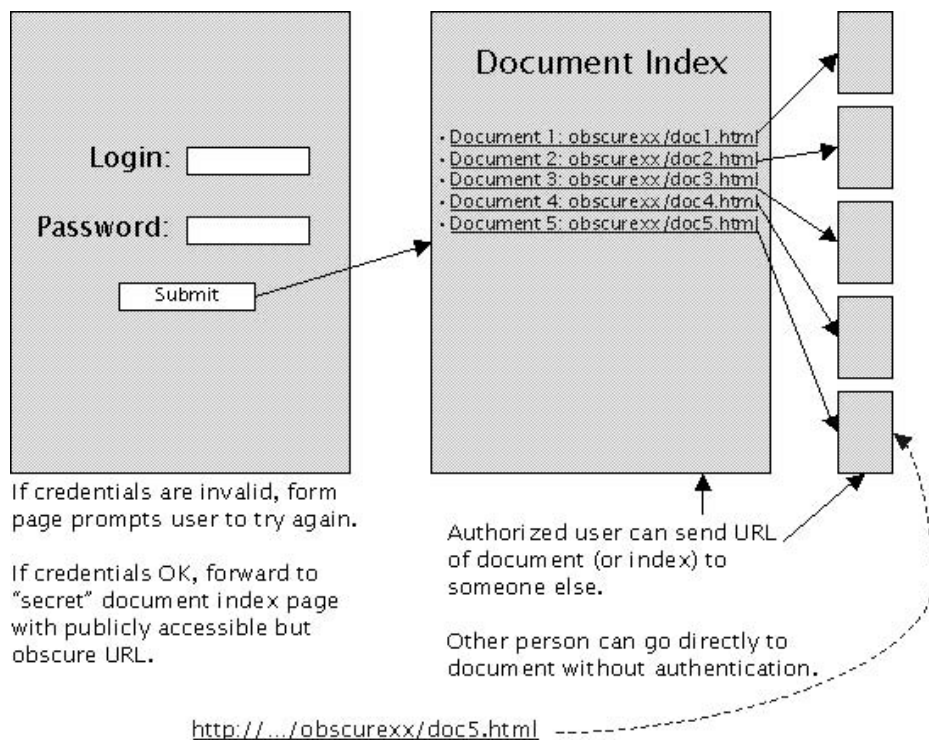 Login:
Password:
Submit
Document Index
• Document 1: obscurexx/doc1.html
• Document 2: obscurexx/doc2.html
• Document 3: obscurexx/doc3.html
• Document 4: obscurexx/doc4.html
• Document 5: obscurexx/doc5.html
If credentials are invalid, form
page prompts user to try again.
If credentials OK, forward to
“secret” document index page
with publicly accessible but
obscure URL.
Authorized user can send URL
of document (or index) to
someone else.
Other person can go directly to
document without authentication.
http://.../obscurexx/doc5.html